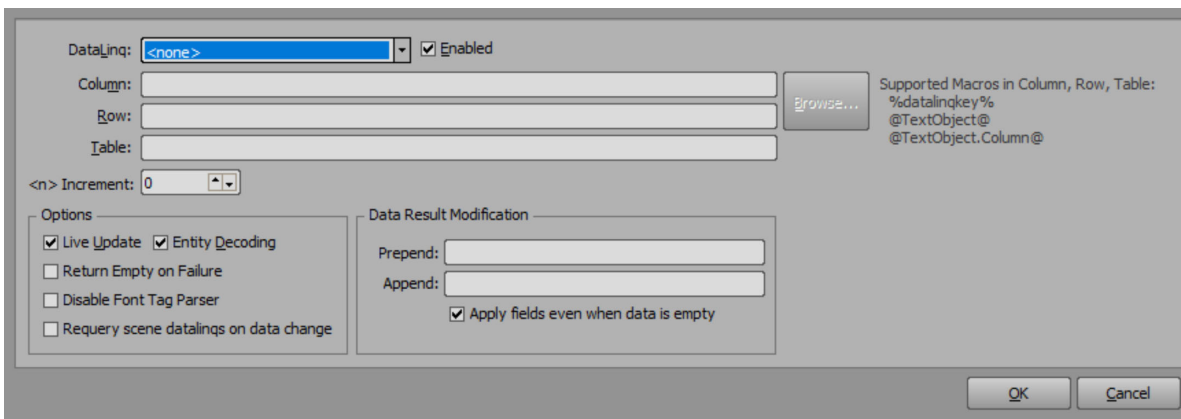 DataLinq: <none> Enabled
Column:
Row:
Table:
Browse...
Supported Macros in Column, Row, Table:
%datalinqkey%
@TextObject@
@TextObject.Column@
<n> Increment: 0
Options
Live Update Entity Decoding
Return Empty on Failure
Disable Font Tag Parser
Requery scene datalinqs on data change
Data Result Modification
Prepend:
Append:
Apply fields even when data is empty
OK Cancel